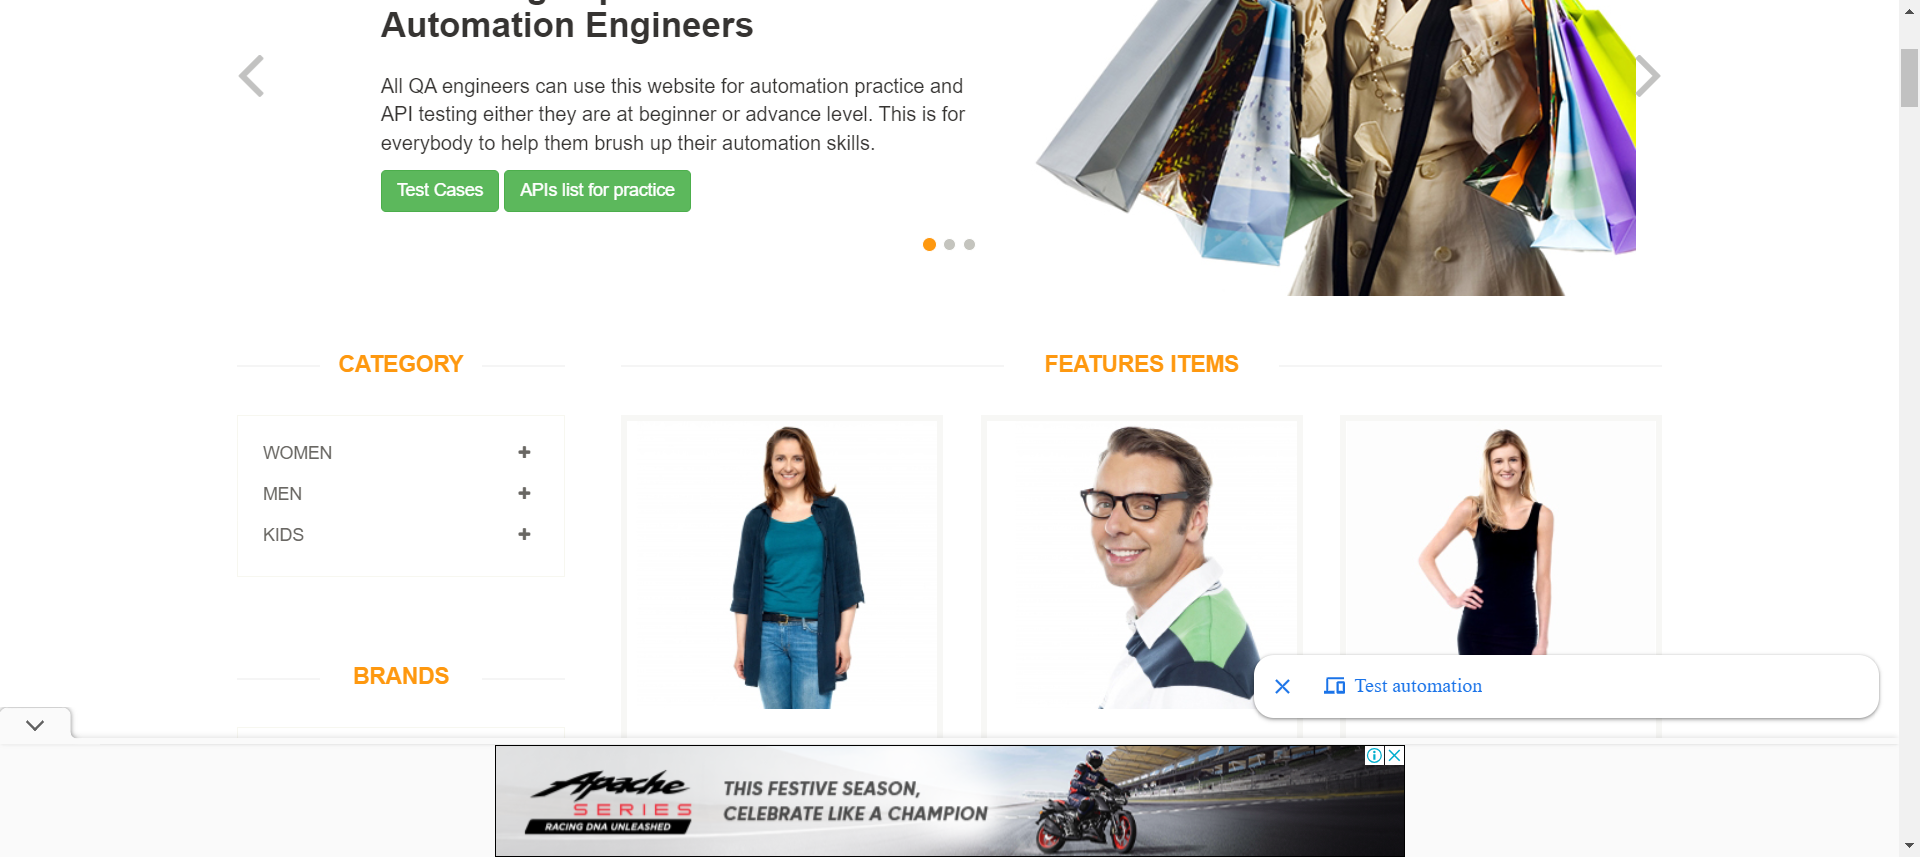 Automation Engineers
All QA engineers can use this website for automation practice and
API testing either they are at beginner or advance level. This is for
everybody to help them brush up their automation skills.
Test Cases
APIs list for practice
CATEGORY
FEATURES ITEMS
WOMEN
MEN
KIDS
BRANDS
Test automation
Apache
SERIES
RACING DNA UNLEASHED
THIS FESTIVE SEASON,
CELEBRATE LIKE A CHAMPION